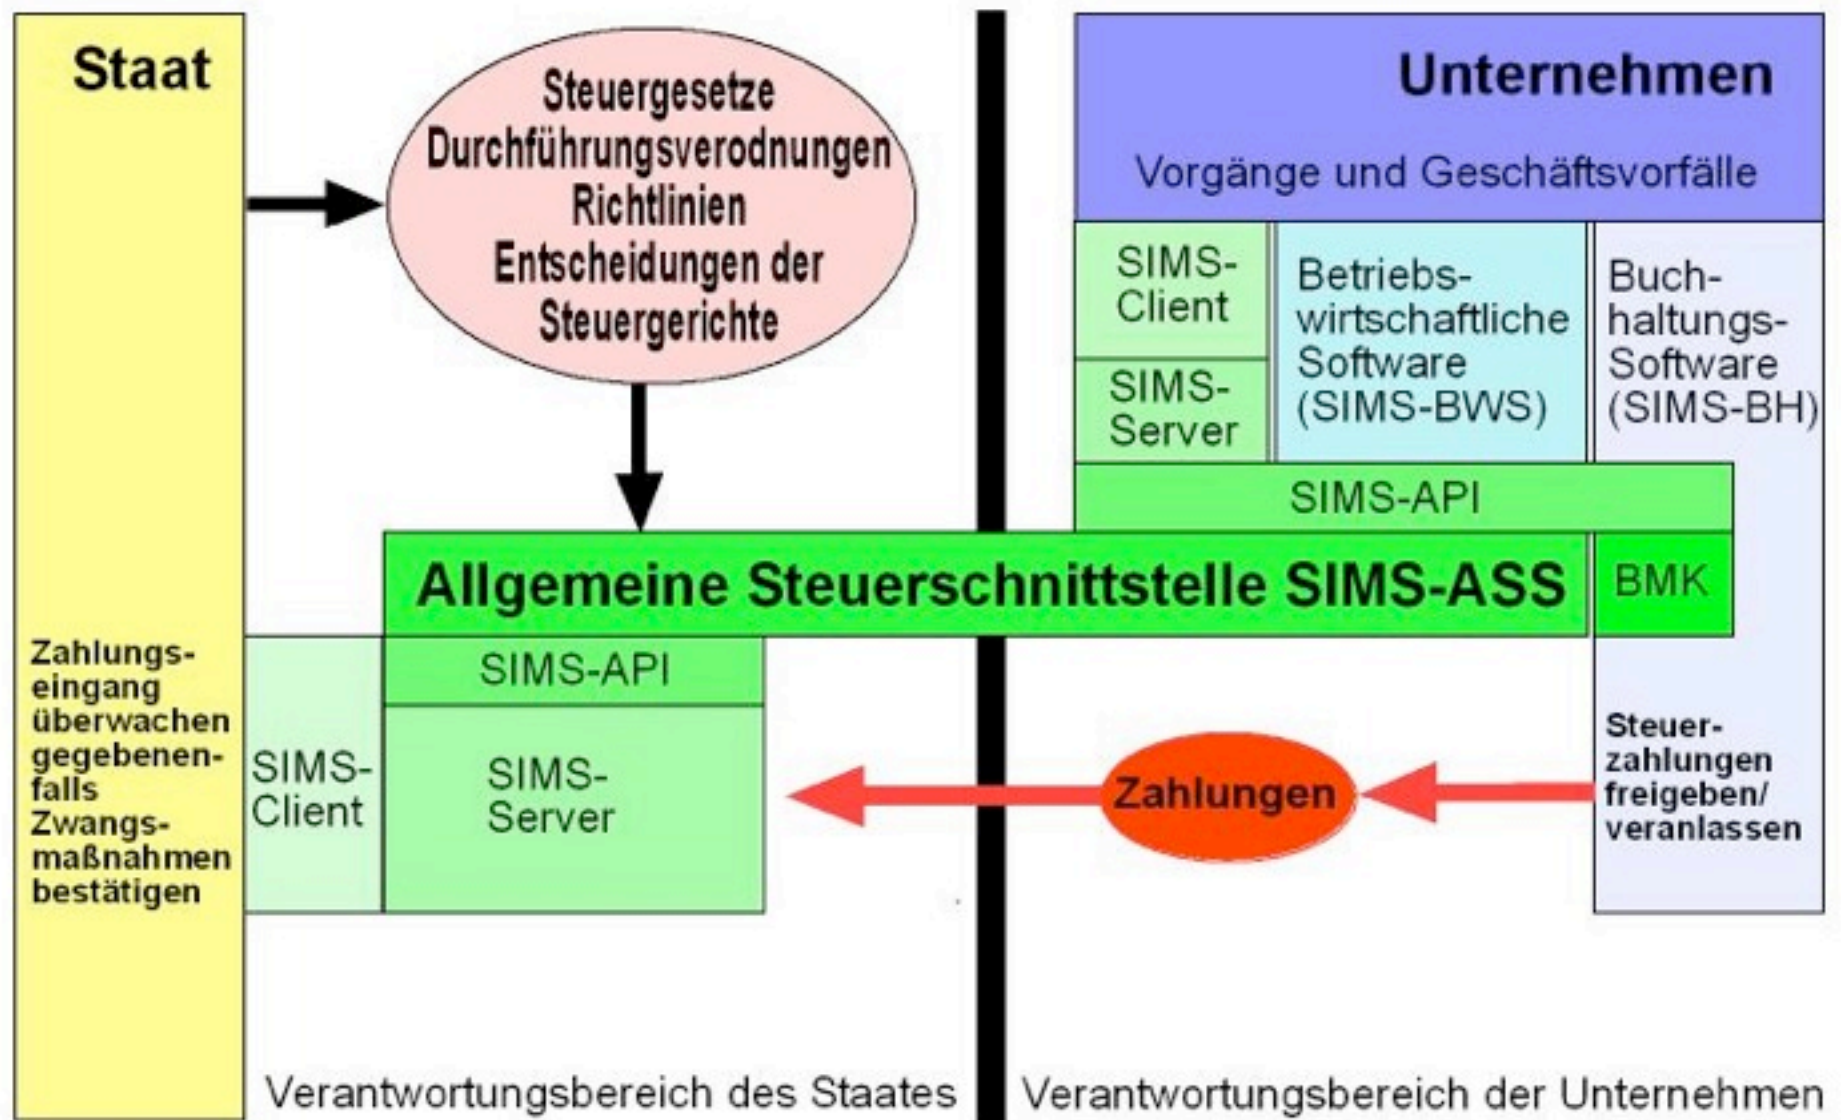 Staat
Steuergesetze
Durchführungsverodnungen
Richtlinien
Entscheidungen der
Steuergerichte
Unternehmen
Vorgänge und Geschäftsvorfälle
SIMS-
Client
SIMS-
Server
Betriebs-
wirtschaftliche
Software
(SIMS-BWS)
Buch-
haltungs-
Software
(SIMS-BH)
SIMS-API
Allgemeine Steuerschnittstelle SIMS-ASS
BMK
Zahlungs-
eingang
überwachen
gegebenen-
falls
Zwangs-
maßnahmen
bestätigen
SIMS-
Client
SIMS-API
SIMS-
Server
Zahlungen
Steuer-
zahlungen
freigeben/
veranlassen
Verantwortungsbereich des Staates
Verantwortungsbereich der Unternehmen